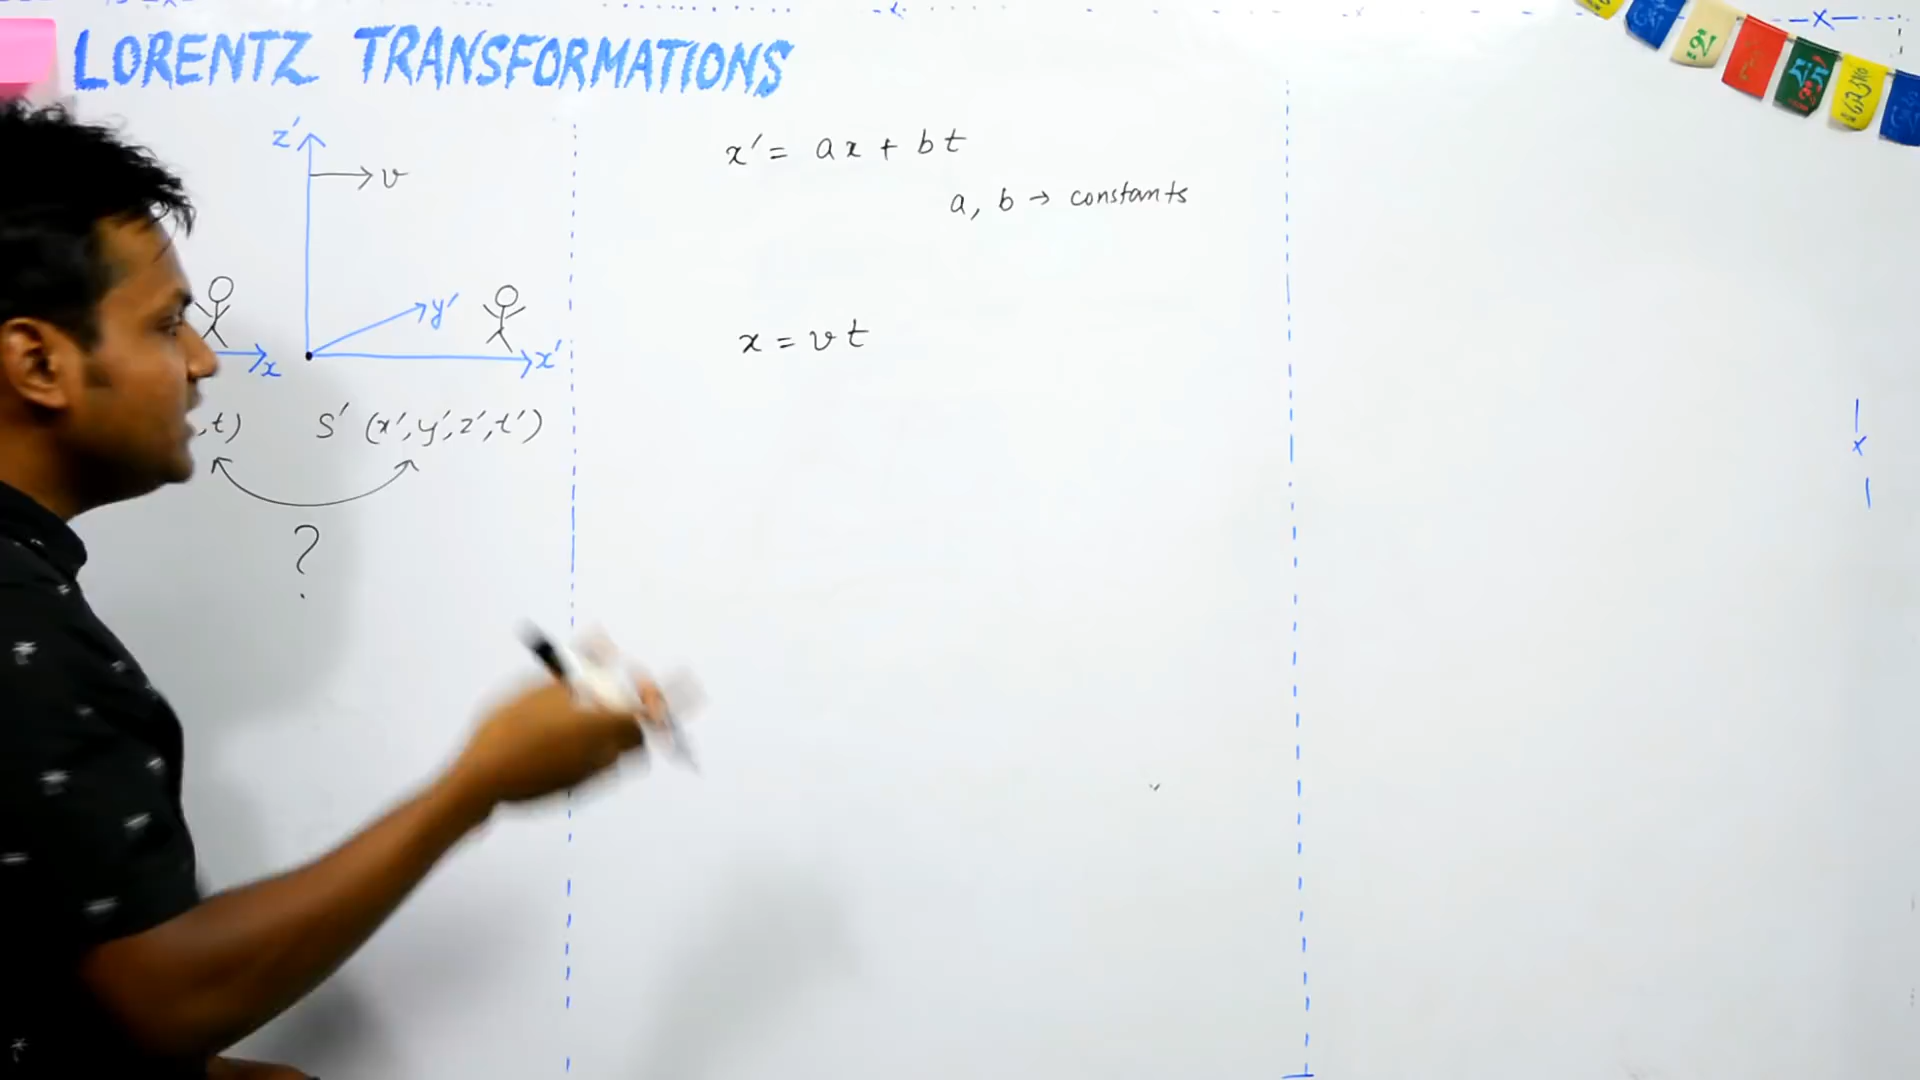 LORENTZ TRANSFORMATIONS
z'
v
y'
x
x'
,t)
S' (x', y', z', t')
?
x' = ax + bt
a, b → constants
x = vt